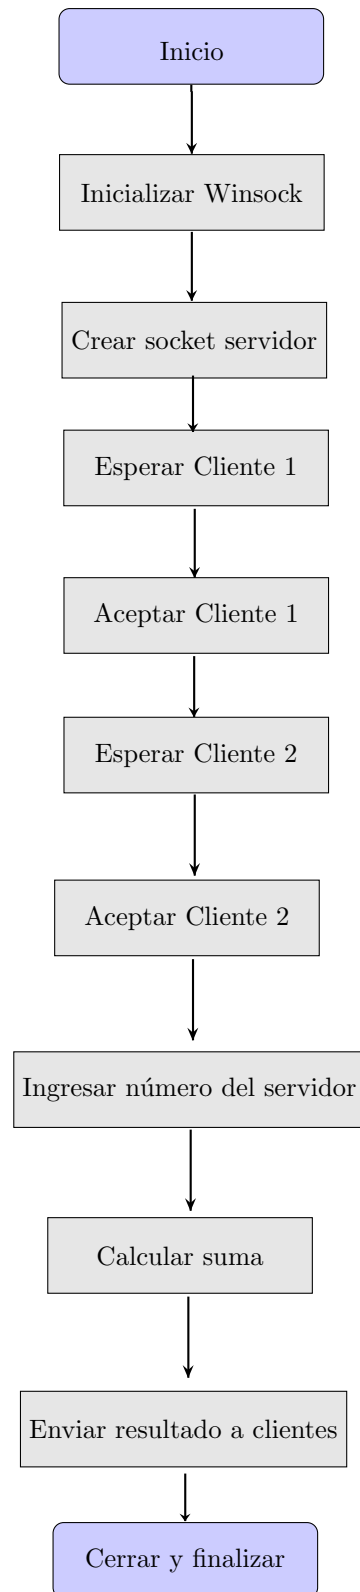 Inicio
Inicializar Winsock
Crear socket servidor
Esperar Cliente 1
Aceptar Cliente 1
Esperar Cliente 2
Aceptar Cliente 2
Ingresar número del servidor
Calcular suma
Enviar resultado a clientes
Cerrar y finalizar